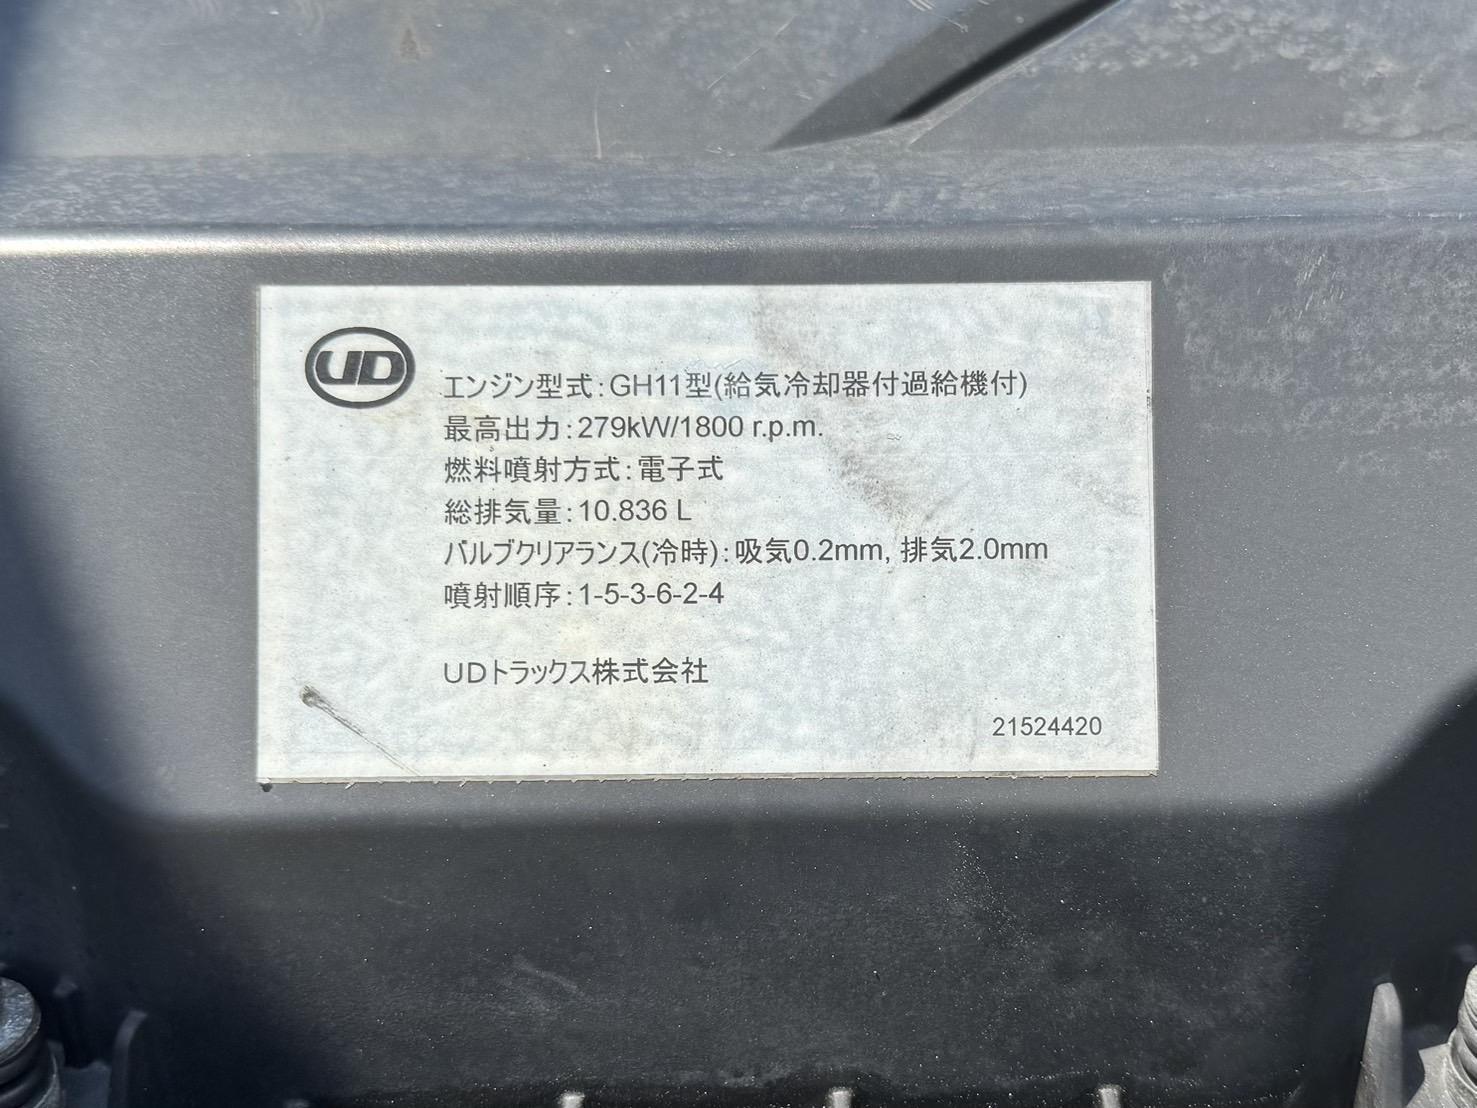 UD
エンジン型式:GH11型(給気冷却器付過給機付)
最高出力:279kW/1800 r.p.m.
燃料噴射方式:電子式
総排気量:10.836 L
バルブクリアランス(冷時):吸気0.2mm, 排気2.0mm
噴射順序:1-5-3-6-2-4
UDトラックス株式会社
21524420